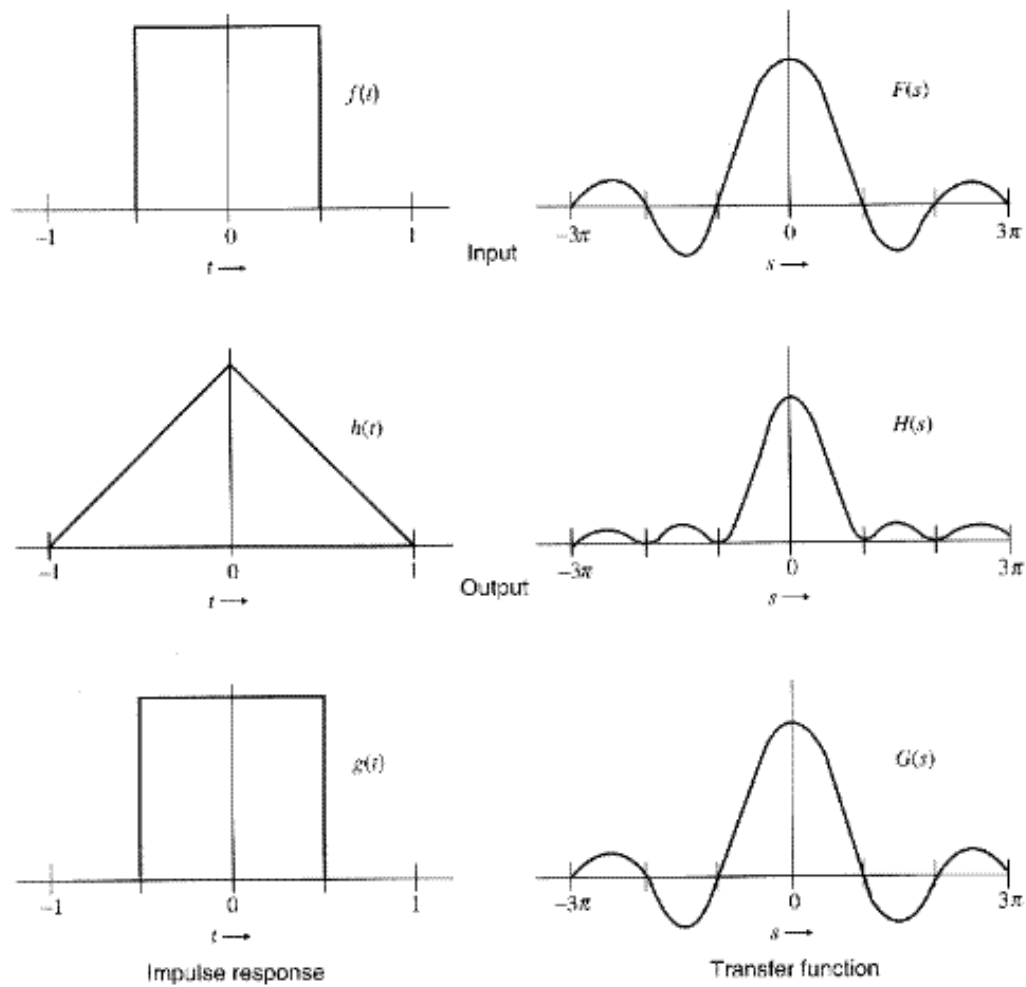 f(t)
F(s)
-1 0 1
t →
Input
-3π 0 3π
s →
h(t)
H(s)
-1 0 1
t →
Output
-3π 0 3π
s →
g(t)
G(s)
-1 0 1
t →
-3π 0 3π
s →
Impulse response
Transfer function